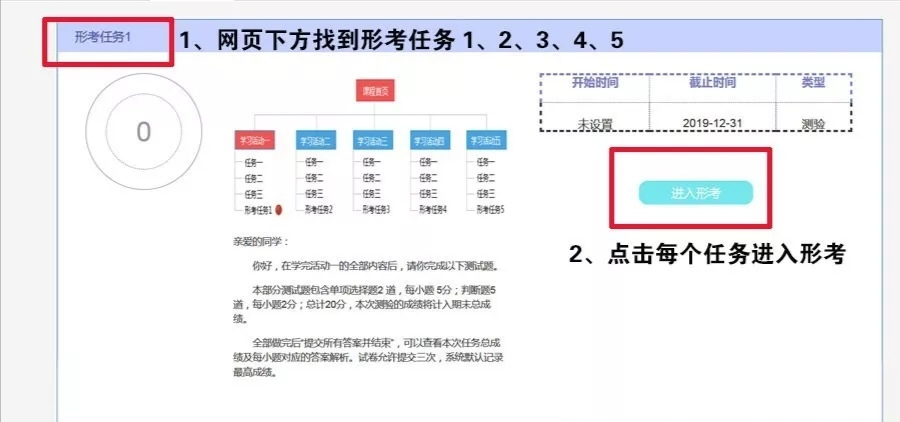 形考任务1
1、网页下方找到形考任务 1、2、3、4、5
0
课程首页
学习活动一 学习活动二 学习活动三 学习活动四 学习活动五
任务一 任务一 任务一 任务一 任务一
任务二 任务二 任务二 任务二 任务二
任务三 任务三 任务三 任务三 任务三
形考任务1 形考任务2 形考任务3 形考任务4 形考任务5
开始时间 截止时间 类型
未设置 2019-12-31 测验
进入形考
2、点击每个任务进入形考
亲爱的同学：
你好，在学完活动一的全部内容后，请你完成以下测试题。
本部分测试题包含单项选择题2 道，每小题 5分；判断题5
道，每小题2分；总计20分，本次测验的成绩将计入期末总成
绩。
全部做完后"提交所有答案并结束"，可以查看本次任务总成
绩及每小题对应的答案解析。试卷允许提交三次，系统默认记录
最高成绩。